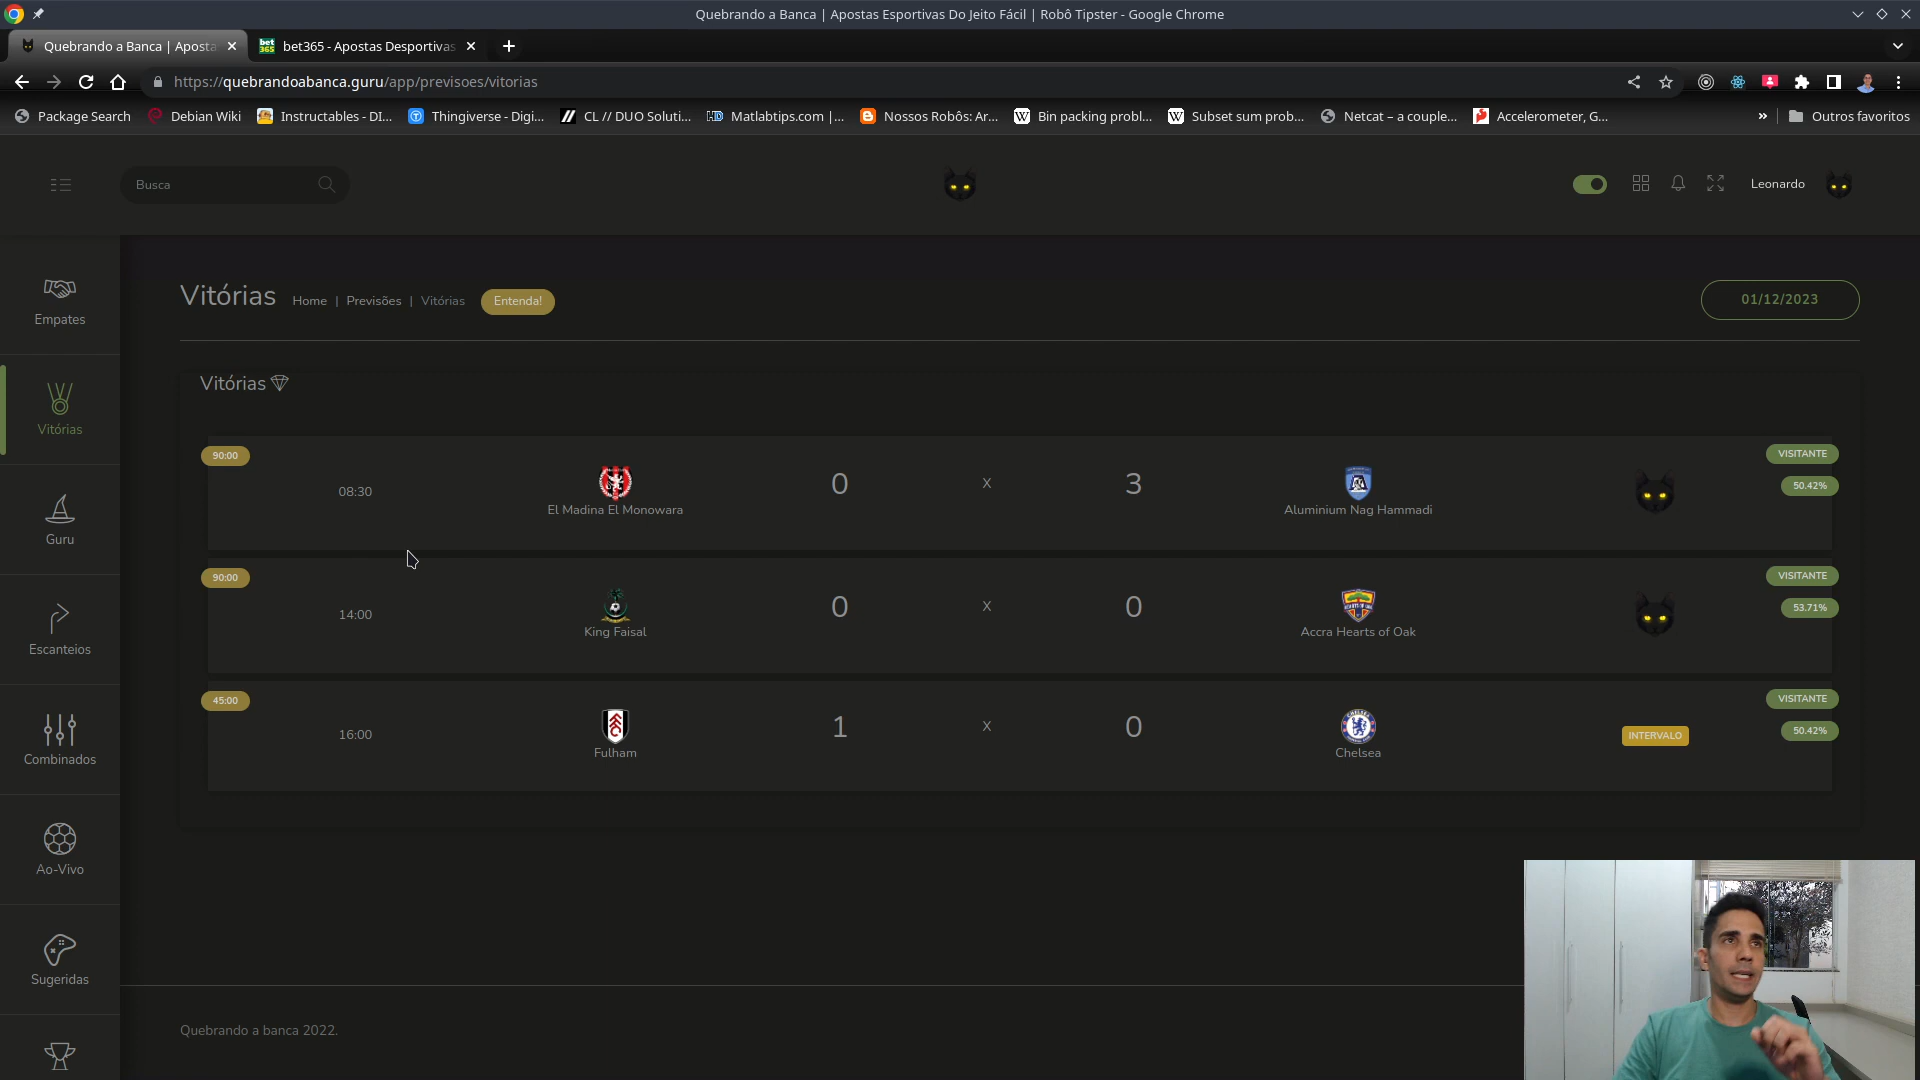 Quebrando a Banca | Apostas Esportivas Do Jeito Fácil | Robô Tipster - Google Chrome
Quebrando a Banca | Aposta
bet365 - Apostas Desportivas
https://quebrandoabanca.guru/app/previsoes/vitorias
Package Search
Debian Wiki
Instructables - DI...
Thingiverse - Digi...
CL // DUO Soluti...
Matlabtips.com |...
Nossos Robôs: Ar...
Bin packing probl...
Subset sum prob...
Netcat – a couple...
Accelerometer, G...
»
Outros favoritos
Busca
Leonardo
Empates
Vitórias
Guru
Escanteios
Combinados
Ao-Vivo
Sugeridas
Vitórias
Home | Previsões | Vitórias
Entenda!
01/12/2023
Vitórias
90:00
08:30
El Madina El Monowara
0 X 3
Aluminium Nag Hammadi
VISITANTE
50.42%
90:00
14:00
King Faisal
0 X 0
Accra Hearts of Oak
VISITANTE
53.71%
45:00
16:00
Fulham
1 X 0
Chelsea
INTERVALO
VISITANTE
50.42%
Quebrando a banca 2022.